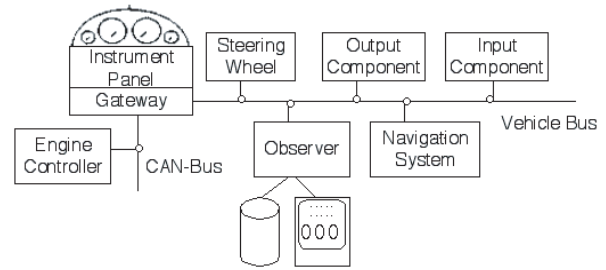 Instrument
Panel
Gateway
Steering
Wheel
Output
Component
Input
Component
Vehicle Bus
Engine
Controller
CAN-Bus
Observer
Navigation
System